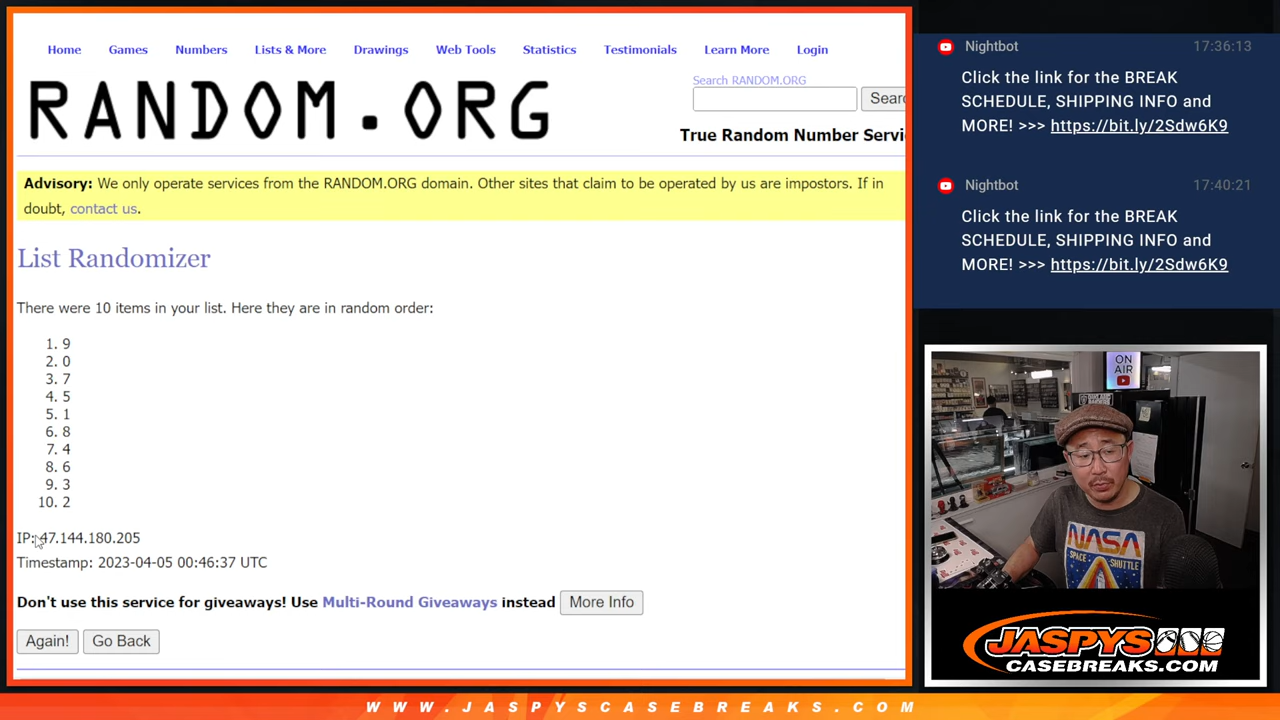 Home Games Numbers Lists & More Drawings Web Tools Statistics Testimonials Learn More Login
RANDOM.ORG
Search RANDOM.ORG
Searc
True Random Number Servi
Advisory: We only operate services from the RANDOM.ORG domain. Other sites that claim to be operated by us are impostors. If in
doubt, contact us.
List Randomizer
There were 10 items in your list. Here they are in random order:
1. 9
2. 0
3. 7
4. 5
5. 1
6. 8
7. 4
8. 6
9. 3
10. 2
IP: 47.144.180.205
Timestamp: 2023-04-05 00:46:37 UTC
Don't use this service for giveaways! Use Multi-Round Giveaways instead More Info
Again! Go Back
Nightbot 17:36:13
Click the link for the BREAK
SCHEDULE, SHIPPING INFO and
MORE! >>> https://bit.ly/2Sdw6K9
Nightbot 17:40:21
Click the link for the BREAK
SCHEDULE, SHIPPING INFO and
MORE! >>> https://bit.ly/2Sdw6K9
ON
AIR
NASA
SPACE SHUTTLE
JASPYS
CASEBREAKS.COM
WWW.JASPYSCASEBREAKS.COM